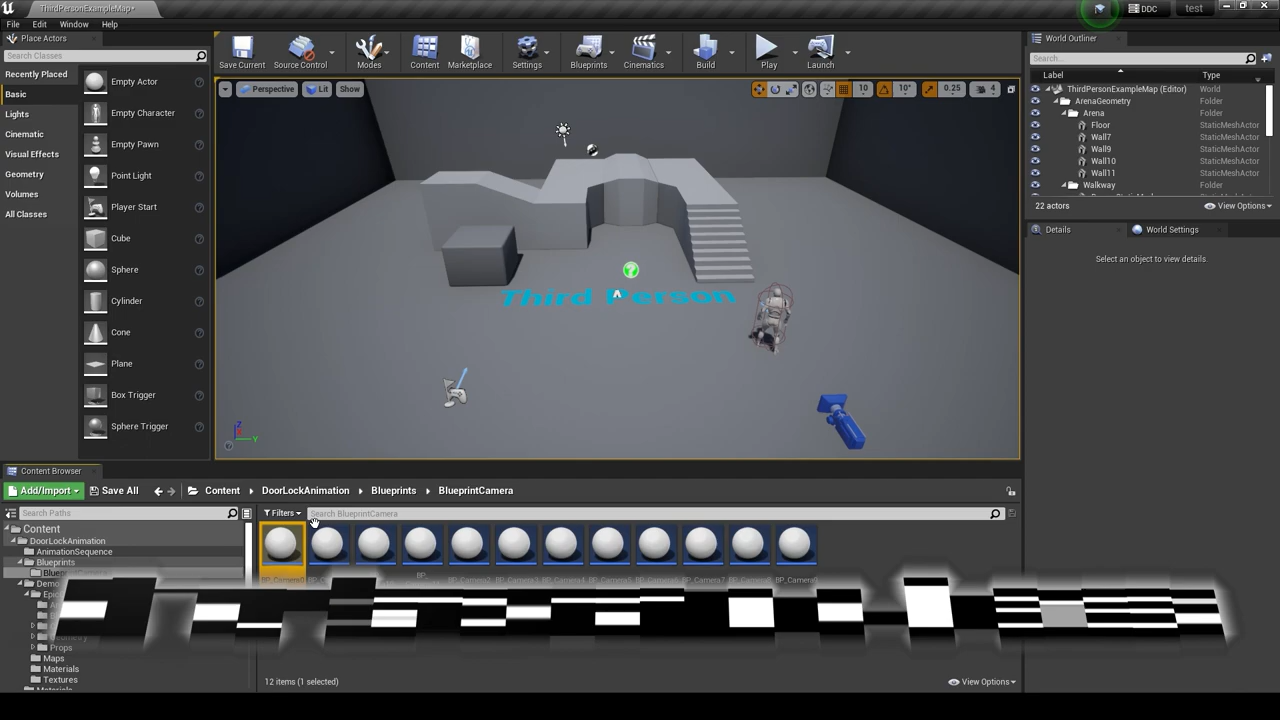 ThirdPersonExampleMap*
DDC
test
File Edit Window Help
Place Actors
World Outliner
Search Classes
Save Current
Source Control
Modes
Content
Marketplace
Settings
Blueprints
Cinematics
Build
Play
Launch
Search...
Recently Placed
Basic
Lights
Cinematic
Visual Effects
Geometry
Volumes
All Classes
Empty Actor
Empty Character
Empty Pawn
Point Light
Player Start
Cube
Sphere
Cylinder
Cone
Plane
Box Trigger
Sphere Trigger
Perspective
Lit
Show
10
10°
0.25
4
Label Type
ThirdPersonExampleMap (Editor) World
ArenaGeometry Folder
Arena Folder
Floor StaticMeshActor
Wall7 StaticMeshActor
Wall9 StaticMeshActor
Wall10 StaticMeshActor
Wall11 StaticMeshActor
Walkway Folder
22 actors
View Options
Details
World Settings
Select an object to view details.
Third Person
Z
Y
Content Browser
Add/Import
Save All
Content DoorLockAnimation Blueprints BlueprintCamera
Search Paths
Filters
Search BlueprintCamera
Content
DoorLockAnimation
AnimationSequence
Blueprints
Props
Maps
Materials
Textures
12 items (1 selected)
View Options